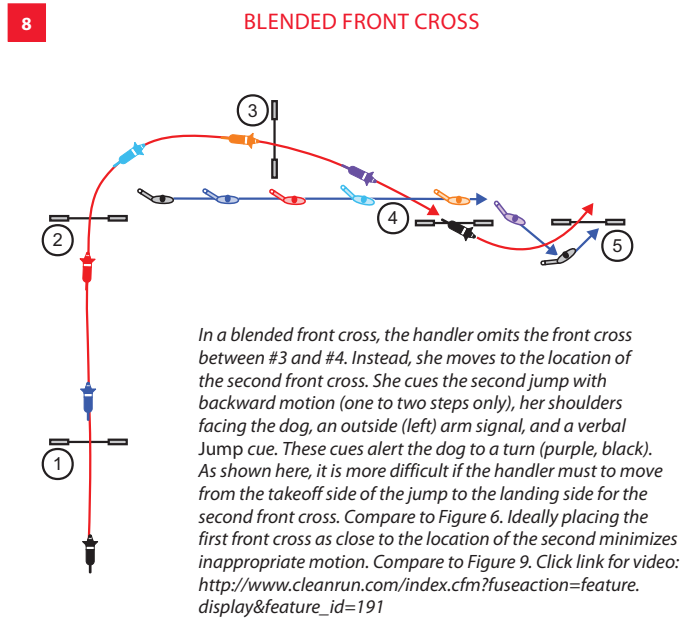 8
BLENDED FRONT CROSS
3
4
2
5
1
In a blended front cross, the handler omits the front cross
between #3 and #4. Instead, she moves to the location of
the second front cross. She cues the second jump with
backward motion (one to two steps only), her shoulders
facing the dog, an outside (left) arm signal, and a verbal
Jump cue. These cues alert the dog to a turn (purple, black).
As shown here, it is more difficult if the handler must to move
from the takeoff side of the jump to the landing side for the
second front cross. Compare to Figure 6. Ideally placing the
first front cross as close to the location of the second minimizes
inappropriate motion. Compare to Figure 9. Click link for video:
http://www.cleanrun.com/index.cfm?fuseaction=feature.
display&feature_id=191